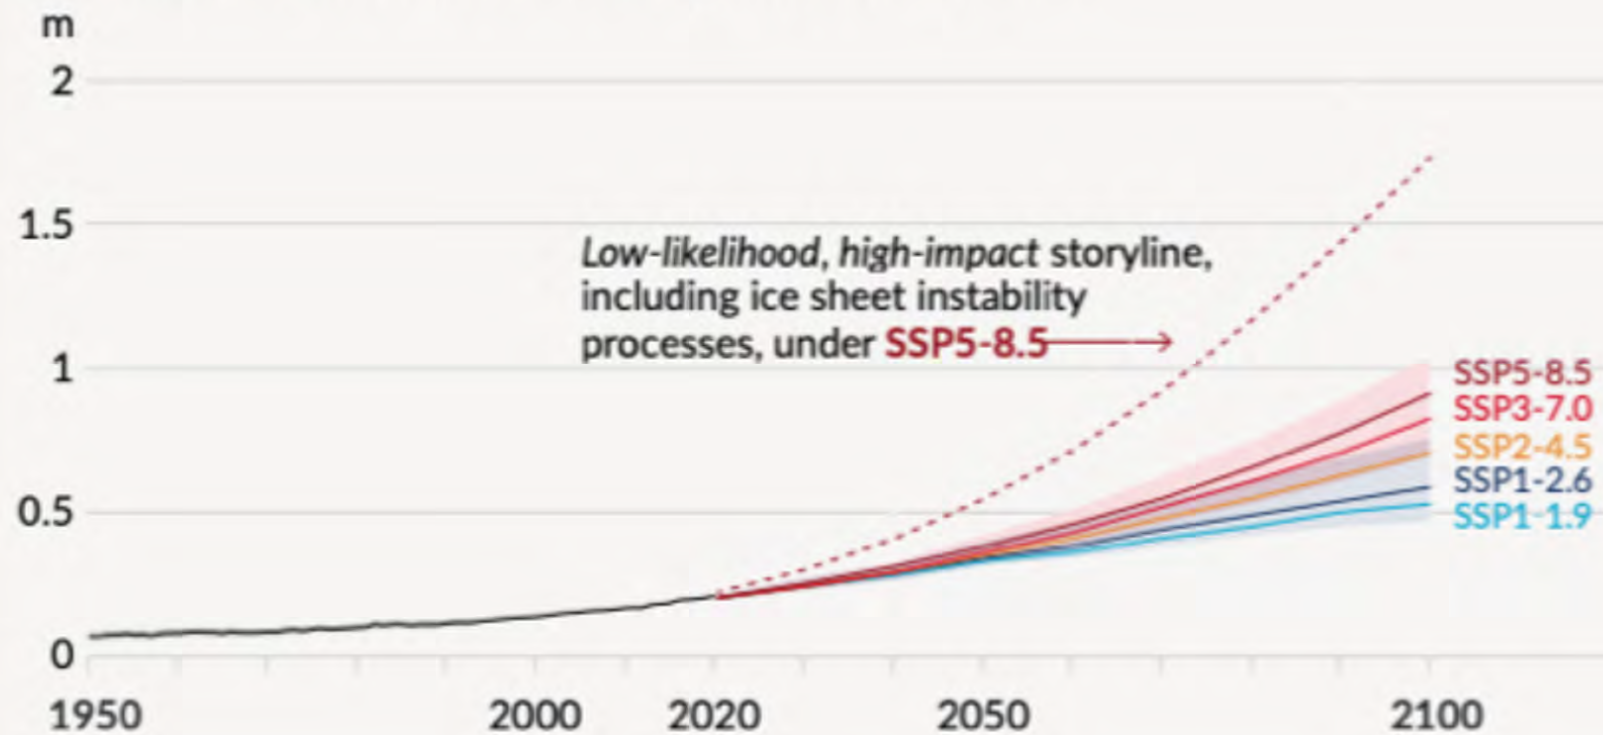 m
2
1.5
Low-likelihood, high-impact storyline,
including ice sheet instability
processes, under SSP5-8.5
1
SSP5-8.5
SSP3-7.0
SSP2-4.5
SSP1-2.6
SSP1-1.9
0.5
0
1950 2000 2020 2050 2100